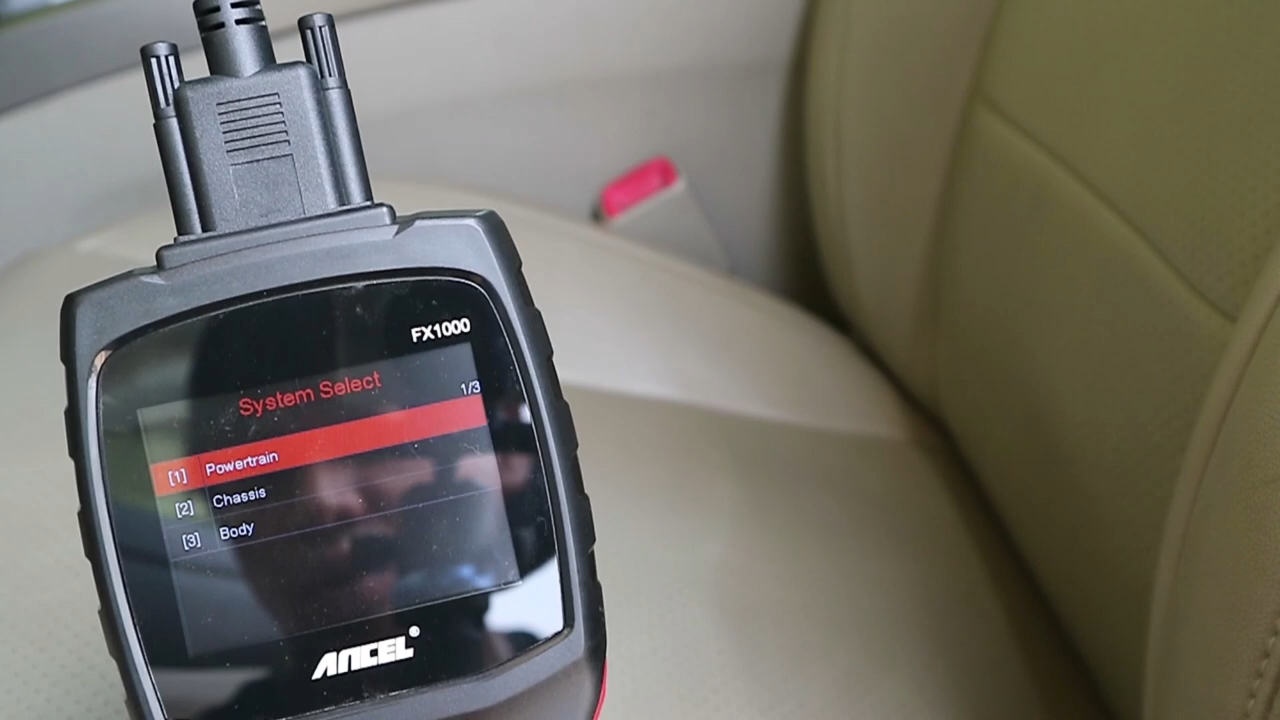 FX1000
System Select
1/3
[1] Powertrain
[2] Chassis
[3] Body
ANCEL®